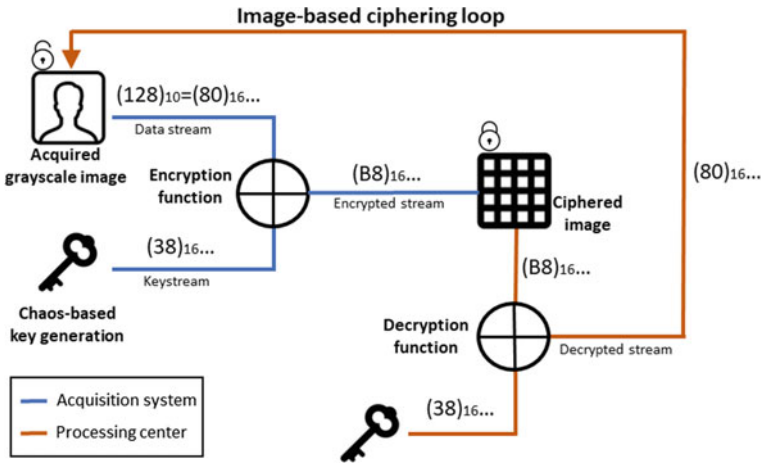 Image-based ciphering loop
(128)10=(80)16...
Data stream
Acquired
grayscale image
Encryption
function
(B8)16...
Encrypted stream
Ciphered
image
(80)16...
(38)16...
Keystream
Chaos-based
key generation
(B8)16...
Decryption
function
Decrypted stream
Acquisition system
Processing center
(38)16...